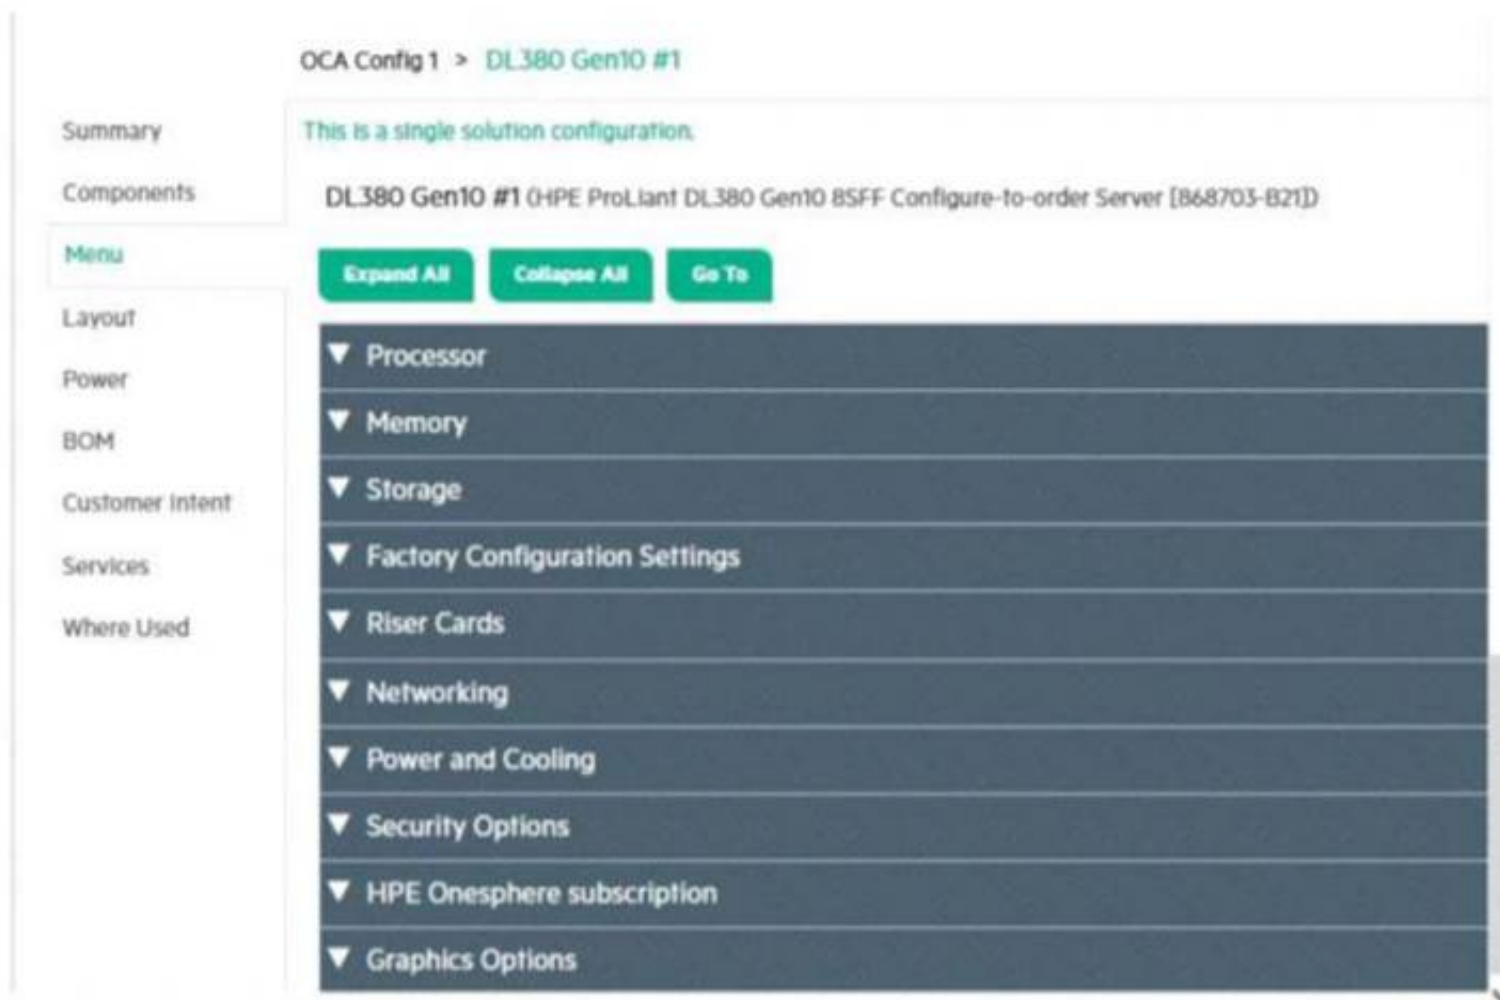 OCA Config 1 > DL380 Gen10 #1
Summary
Components
Menu
Layout
Power
BOM
Customer Intent
Services
Where Used
This is a single solution configuration.
DL380 Gen10 #1 (HPE ProLiant DL380 Gen10 8SFF Configure-to-order Server [868703-B21])
Expand All Collapse All Go To
Processor
Memory
Storage
Factory Configuration Settings
Riser Cards
Networking
Power and Cooling
Security Options
HPE Onesphere subscription
Graphics Options